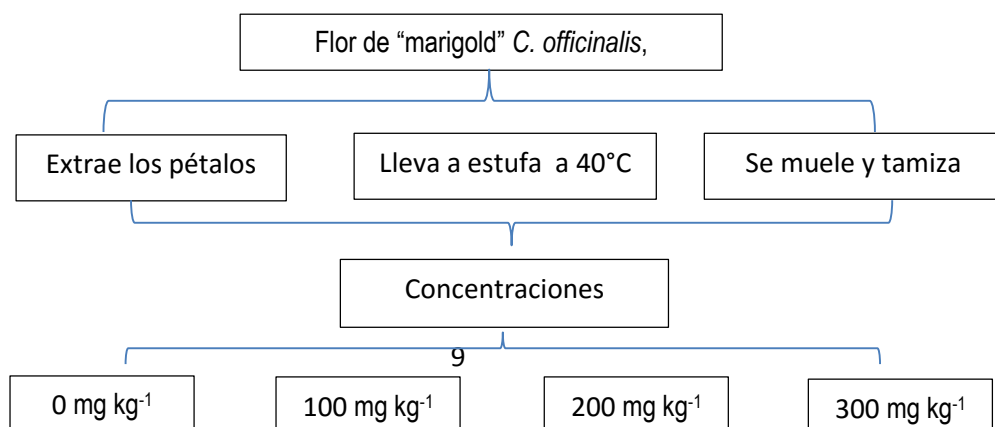 Flor de “marigold” C. officinalis,
Extrae los pétalos
Lleva a estufa a 40°C
Se muele y tamiza
Concentraciones
9
0 mg kg-1
100 mg kg-1
200 mg kg-1
300 mg kg-1